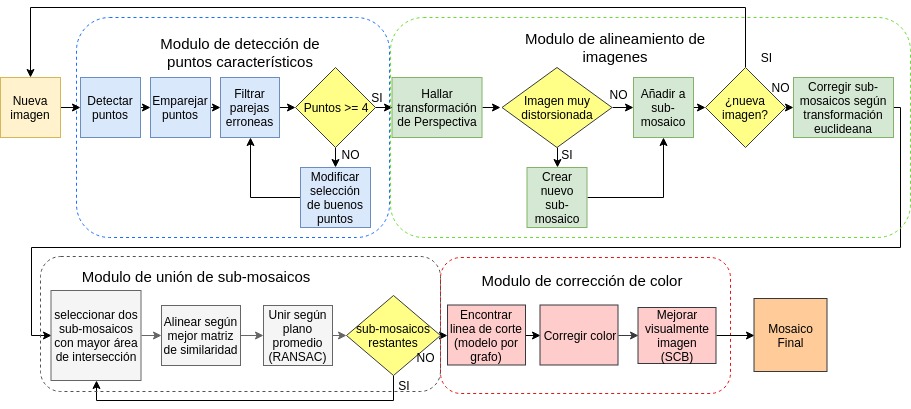 Modulo de detección de
puntos característicos
Modulo de alineamiento de
imagenes
Nueva
imagen
Detectar
puntos
Emparejar
puntos
Filtrar
parejas
erroneas
Puntos >= 4
SI
NO
Modificar
selección
de buenos
puntos
Hallar
transformación
de Perspectiva
Imagen muy
distorsionada
NO
SI
Crear
nuevo
sub-
mosaico
Añadir a
sub-
mosaico
¿nueva
imagen?
SI
NO
Corregir sub-
mosaicos según
transformación
euclideana
Modulo de unión de sub-mosaicos
Modulo de corrección de color
seleccionar dos
sub-mosaicos
con mayor área
de intersección
Alinear según
mejor matriz
de similaridad
Unir según
plano
promedio
(RANSAC)
sub-mosaicos
restantes
NO
SI
Encontrar
linea de corte
(modelo por
grafo)
Corregir color
Mejorar
visualmente
imagen
(SCB)
Mosaico
Final